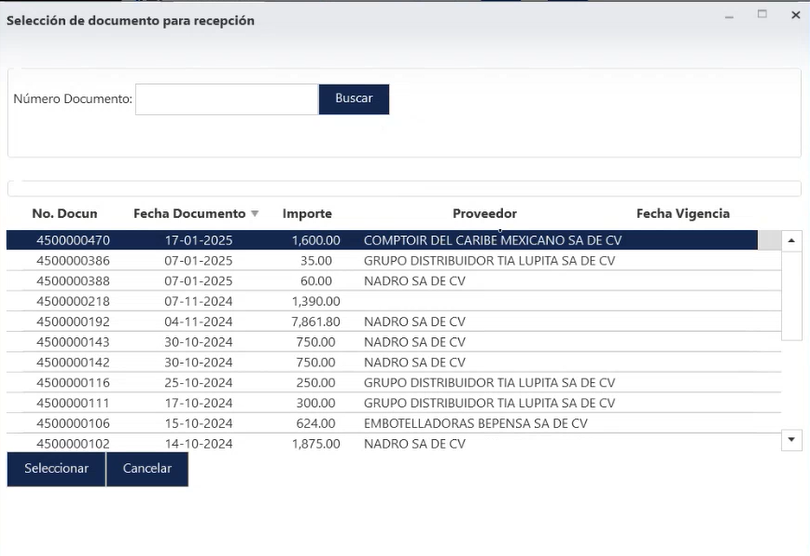 Selección de documento para recepción
Número Documento: Buscar
No. Docun Fecha Documento Importe Proveedor Fecha Vigencia
4500000470 17-01-2025 1,600.00 COMPTOIR DEL CARIBE MEXICANO SA DE CV
4500000386 07-01-2025 35.00 GRUPO DISTRIBUIDOR TIA LUPITA SA DE CV
4500000388 07-01-2025 60.00 NADRO SA DE CV
4500000218 07-11-2024 1,390.00
4500000192 04-11-2024 7,861.80 NADRO SA DE CV
4500000143 30-10-2024 750.00 NADRO SA DE CV
4500000142 30-10-2024 750.00 NADRO SA DE CV
4500000116 25-10-2024 250.00 GRUPO DISTRIBUIDOR TIA LUPITA SA DE CV
4500000111 17-10-2024 300.00 GRUPO DISTRIBUIDOR TIA LUPITA SA DE CV
4500000106 15-10-2024 624.00 EMBOTELLADORAS BEPENSA SA DE CV
4500000102 14-10-2024 1,875.00 NADRO SA DE CV
Seleccionar Cancelar